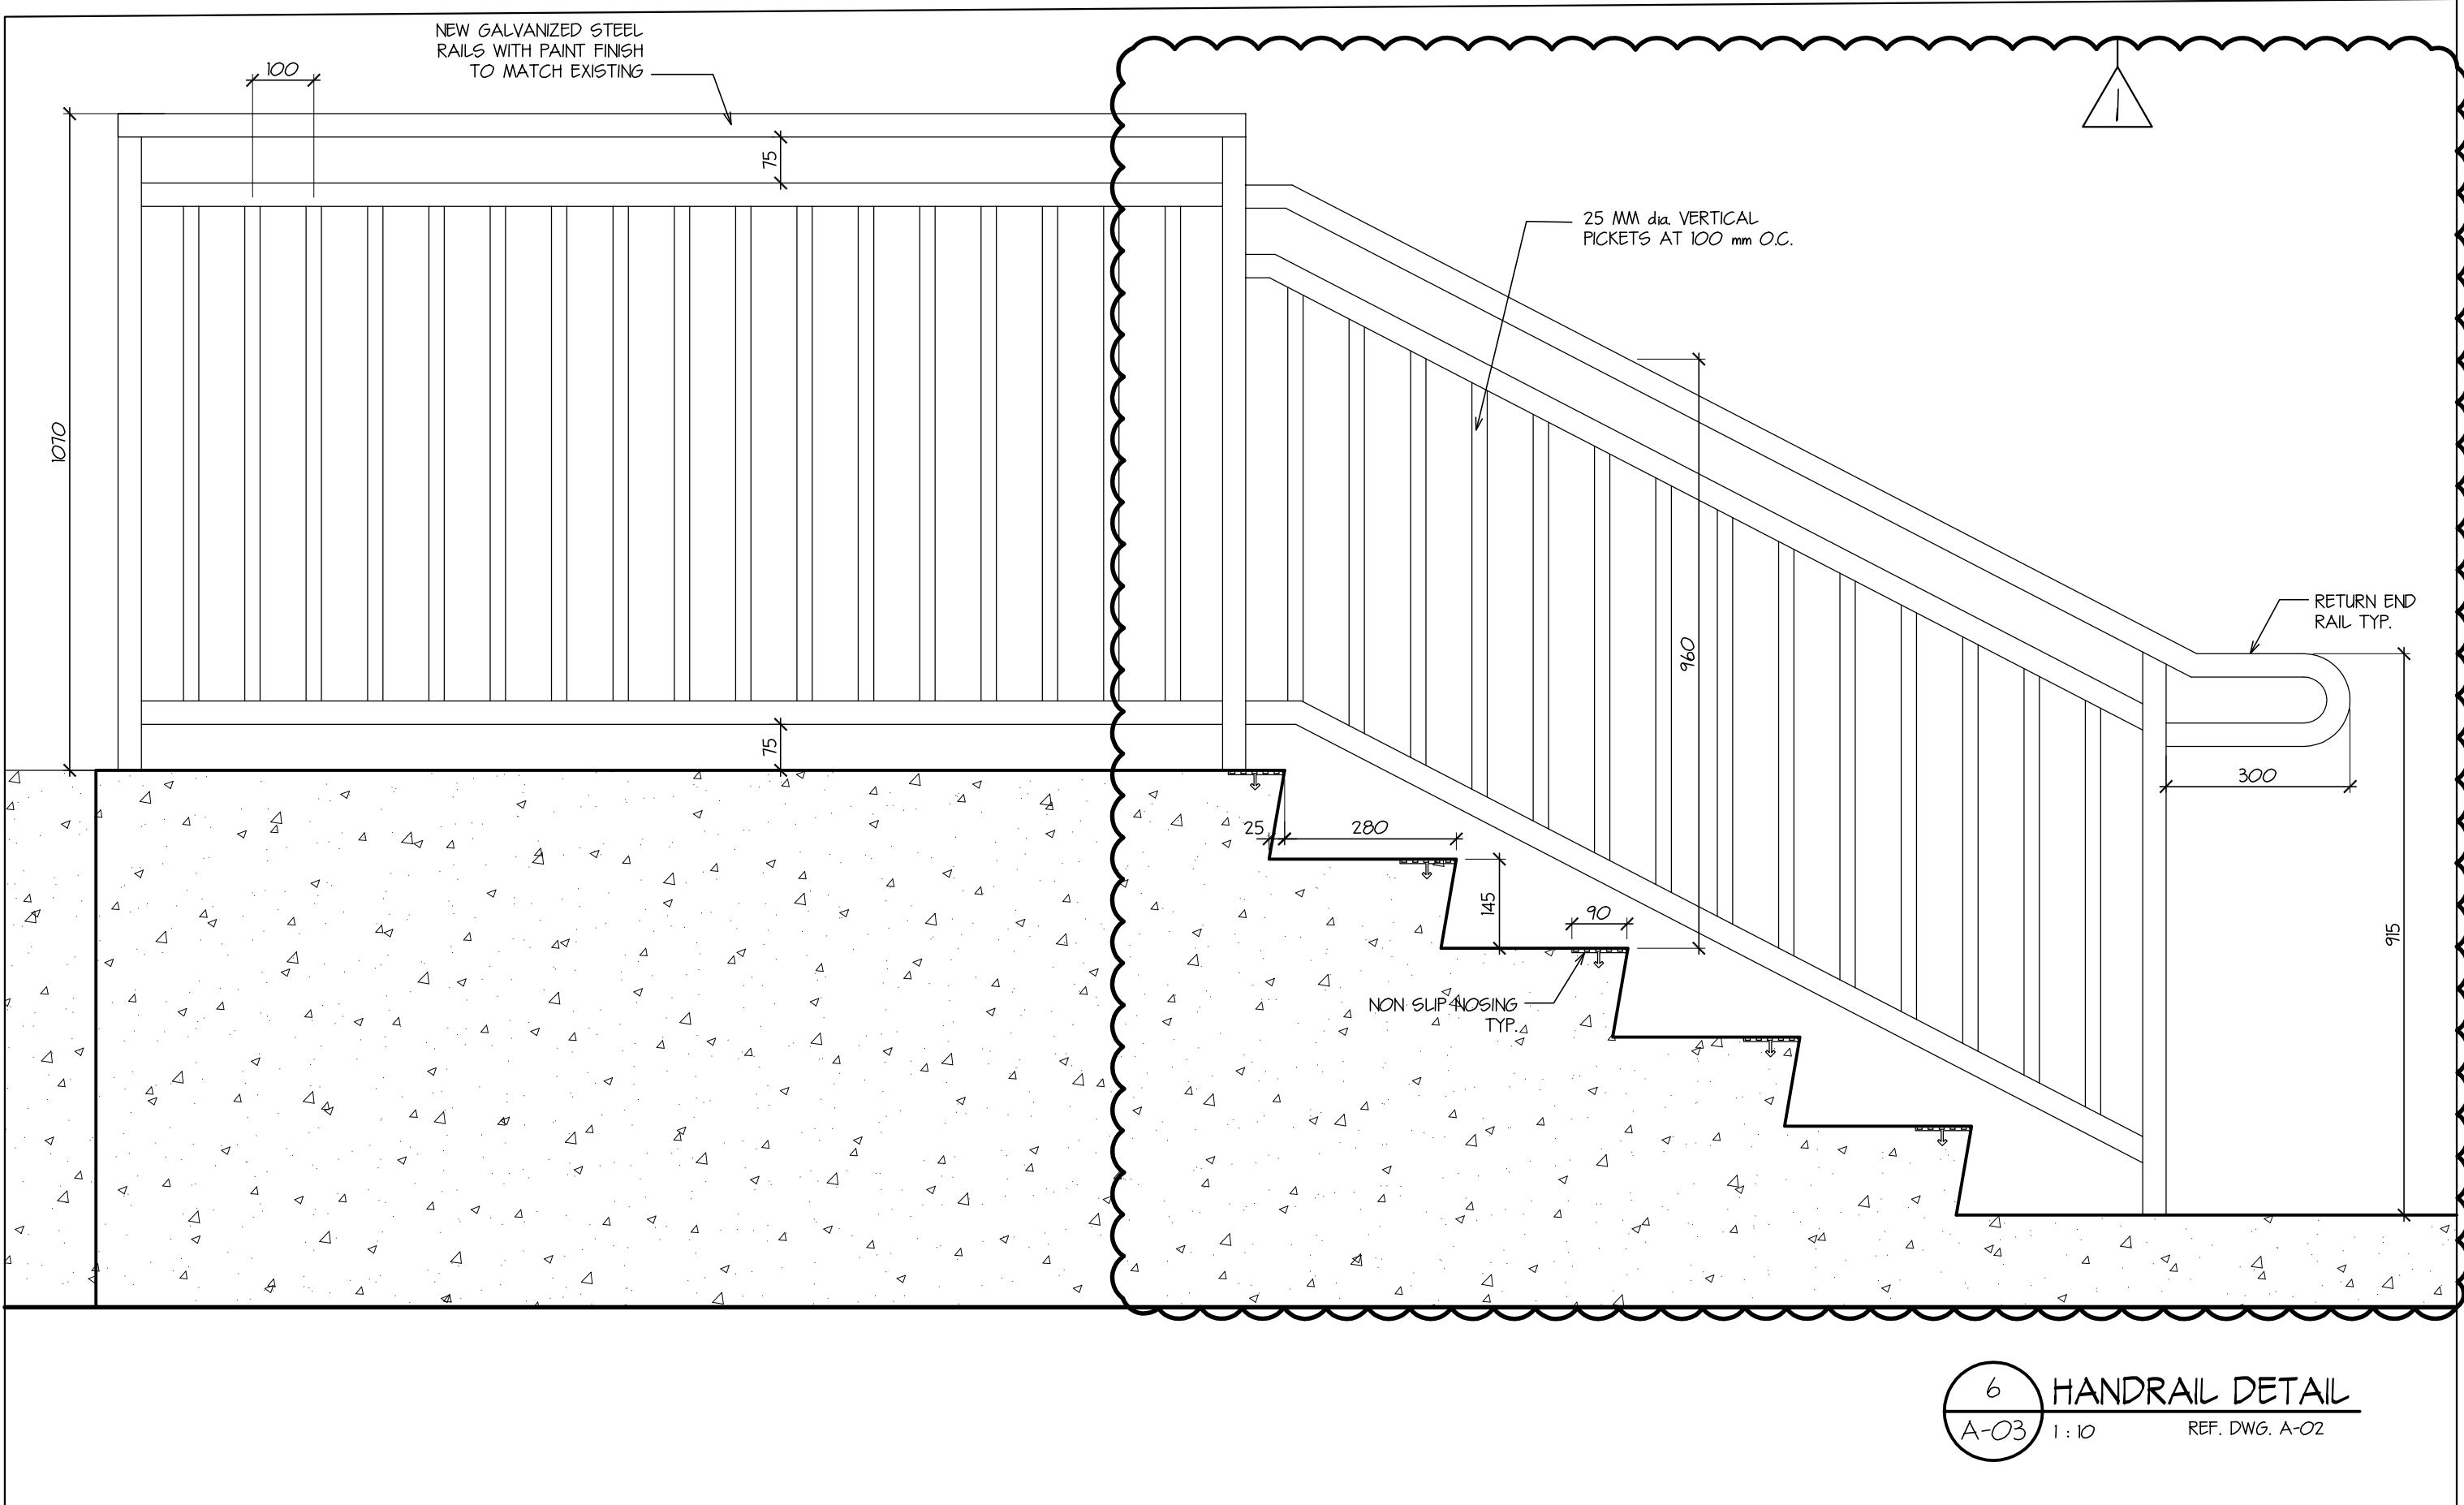 NEW GALVANIZED STEEL
RAILS WITH PAINT FINISH
TO MATCH EXISTING
100
1
75
25 MM dia. VERTICAL
PICKETS AT 100 mm O.C.
1070
RETURN END
RAIL TYP.
960
75
300
25
280
145
90
915
NON SLIP NOSING
TYP.
6
HANDRAIL DETAIL
A-03
1 : 10
REF. DWG. A-02